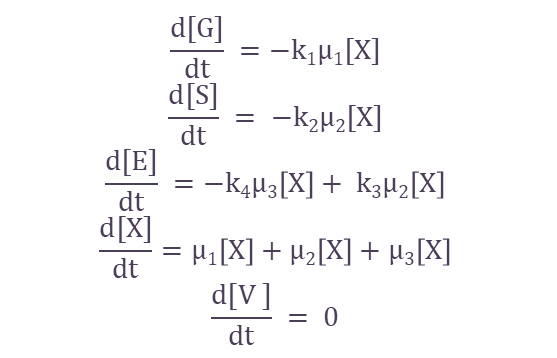 d[G]/dt = −k₁μ₁[X]
d[S]/dt = −k₂μ₂[X]
d[E]/dt = −k₄μ₃[X] + k₃μ₂[X]
d[X]/dt = μ₁[X] + μ₂[X] + μ₃[X]
d[V ]/dt = 0